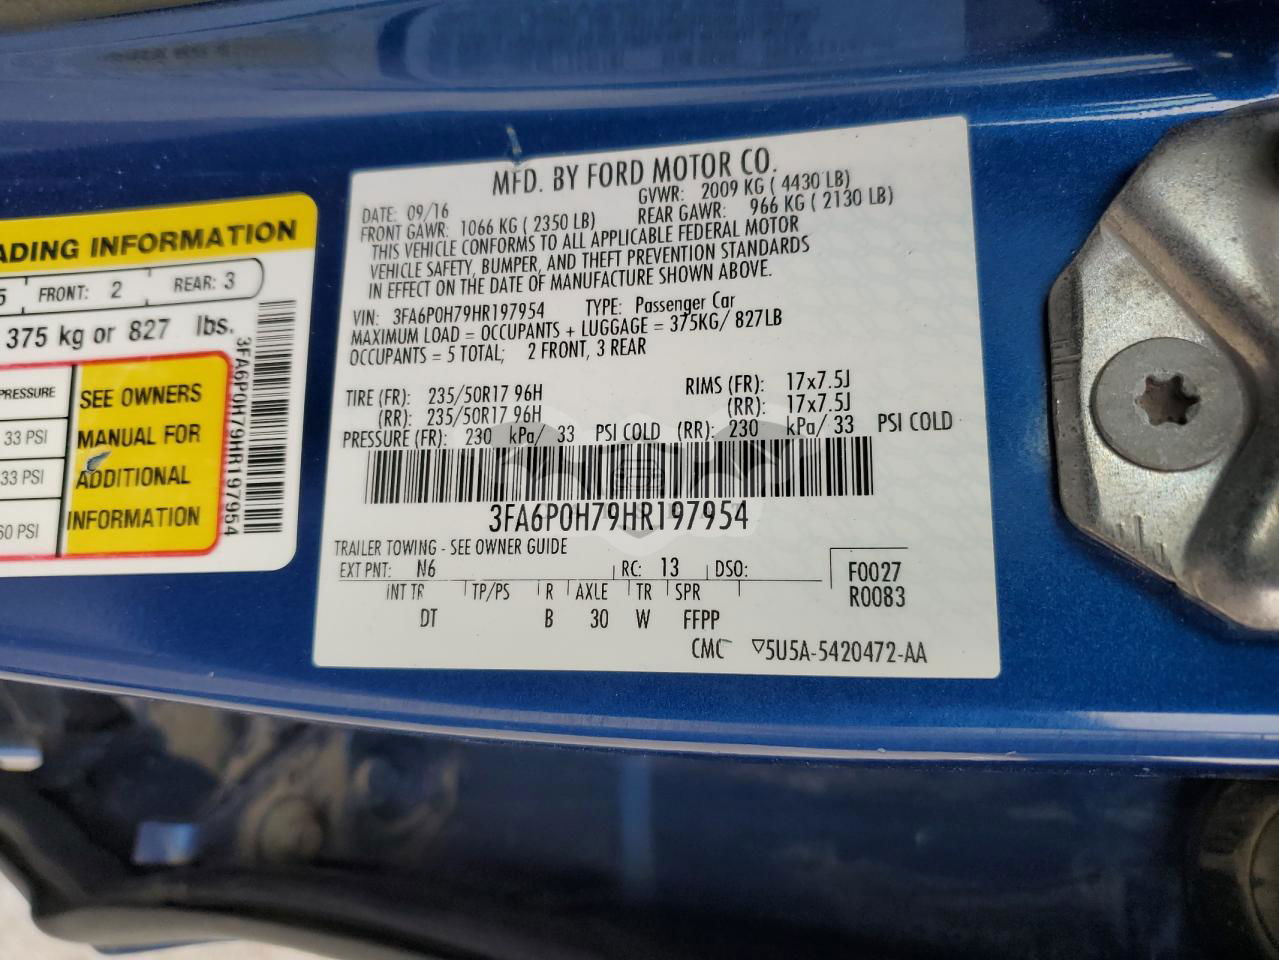 ADING INFORMATION
5 FRONT: 2 REAR: 3
375 kg or 827 lbs.
PRESSURE
33 PSI
33 PSI
60 PSI
SEE OWNERS
MANUAL FOR
ADDITIONAL
INFORMATION
3FA6P0H79HR197954
MFD. BY FORD MOTOR CO.
DATE: 09/16 GVWR: 2009 KG ( 4430 LB)
FRONT GAWR: 1066 KG ( 2350 LB) REAR GAWR: 966 KG ( 2130 LB)
THIS VEHICLE CONFORMS TO ALL APPLICABLE FEDERAL MOTOR
VEHICLE SAFETY, BUMPER, AND THEFT PREVENTION STANDARDS
IN EFFECT ON THE DATE OF MANUFACTURE SHOWN ABOVE.
VIN: 3FA6P0H79HR197954 TYPE: Passenger Car
MAXIMUM LOAD = OCCUPANTS + LUGGAGE = 375KG/ 827LB
OCCUPANTS = 5 TOTAL; 2 FRONT, 3 REAR
TIRE (FR): 235/50R17 96H RIMS (FR): 17x7.5J
(RR): 235/50R17 96H (RR): 17x7.5J
PRESSURE (FR): 230 kPa/ 33 PSI COLD (RR): 230 kPa/ 33 PSI COLD
3FA6P0H79HR197954
TRAILER TOWING - SEE OWNER GUIDE
EXT PNT: N6 RC: 13 DSO: F0027
INT TR TP/PS R AXLE TR SPR R0083
DT B 30 W FFPP
CMC ▽5U5A-5420472-AA